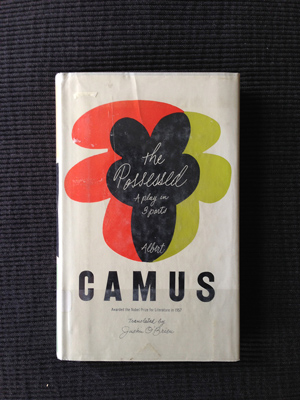 the
Possessed
A play in
3 parts
Albert
CAMUS
Awarded the Nobel Prize for Literature in 1957
Translated by
Justin O'Brien